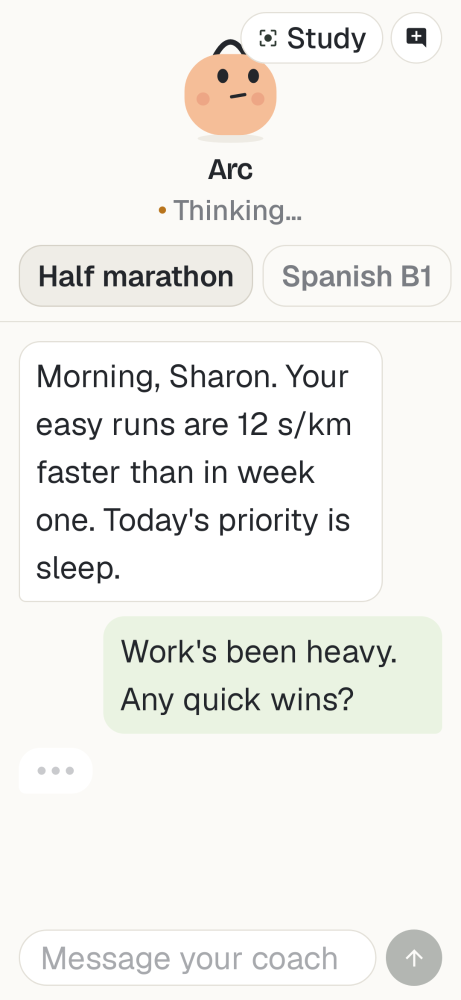 Study
Arc
Thinking...
Half marathon
Spanish B1
Morning, Sharon. Your
easy runs are 12 s/km
faster than in week
one. Today's priority is
sleep.
Work's been heavy.
Any quick wins?
Message your coach